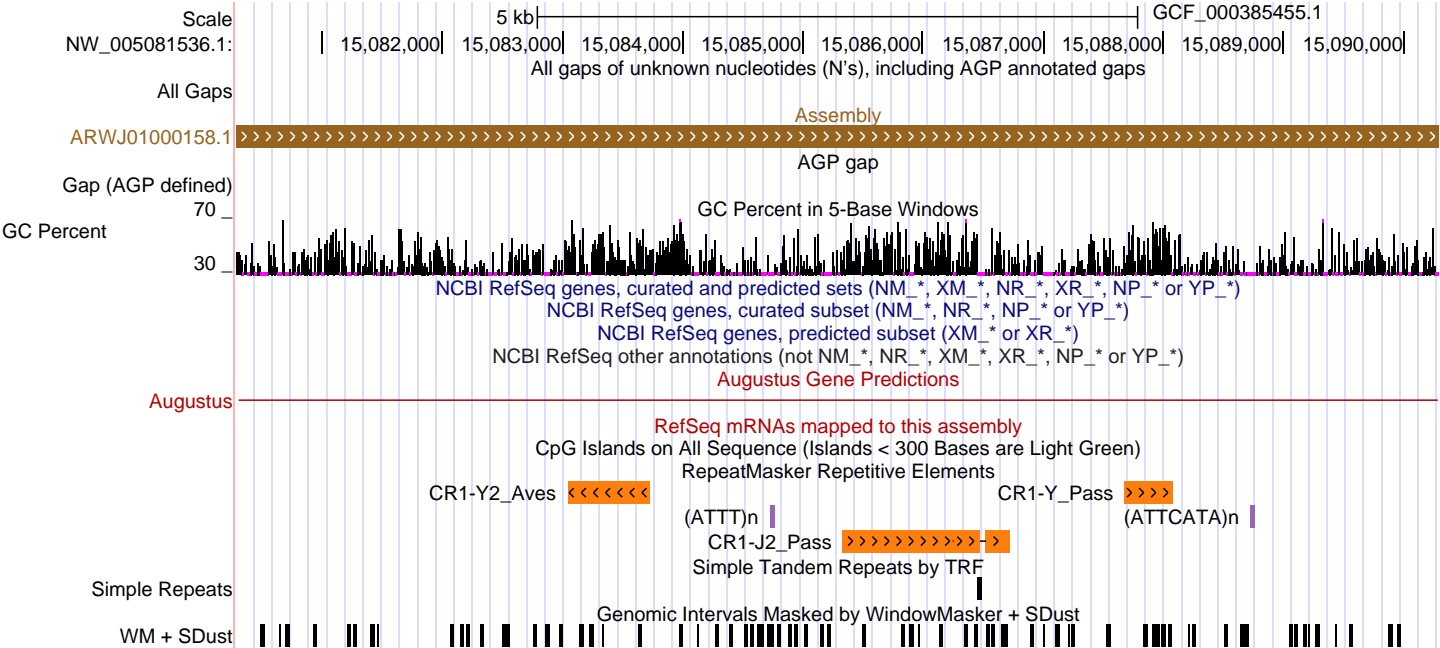 Scale 5 kb GCF_000385455.1
NW_005081536.1: 15,082,000 15,083,000 15,084,000 15,085,000 15,086,000 15,087,000 15,088,000 15,089,000 15,090,000
All gaps of unknown nucleotides (N's), including AGP annotated gaps
All Gaps
Assembly
ARWJ01000158.1
AGP gap
Gap (AGP defined)
70
GC Percent in 5-Base Windows
GC Percent
30
NCBI RefSeq genes, curated and predicted sets (NM_*, XM_*, NR_*, XR_*, NP_* or YP_*)
NCBI RefSeq genes, curated subset (NM_*, NR_*, NP_* or YP_*)
NCBI RefSeq genes, predicted subset (XM_* or XR_*)
NCBI RefSeq other annotations (not NM_*, NR_*, XM_*, XR_*, NP_* or YP_*)
Augustus Gene Predictions
Augustus
RefSeq mRNAs mapped to this assembly
CpG Islands on All Sequence (Islands < 300 Bases are Light Green)
RepeatMasker Repetitive Elements
CR1-Y2_Aves CR1-Y_Pass
(ATTT)n (ATTCATA)n
CR1-J2_Pass
Simple Tandem Repeats by TRF
Simple Repeats
Genomic Intervals Masked by WindowMasker + SDust
WM + SDust